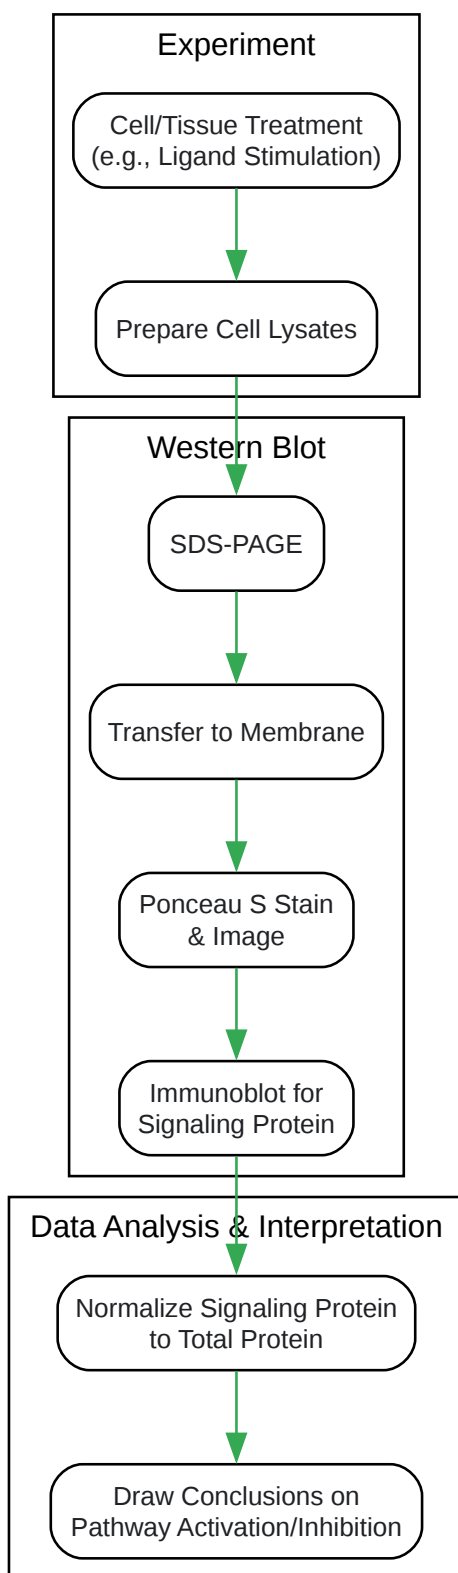 Experiment
Cell/Tissue Treatment
(e.g., Ligand Stimulation)
Prepare Cell Lysates
Western Blot
SDS-PAGE
Transfer to Membrane
Ponceau S Stain
& Image
Immunoblot for
Signaling Protein
Data Analysis & Interpretation
Normalize Signaling Protein
to Total Protein
Draw Conclusions on
Pathway Activation/Inhibition